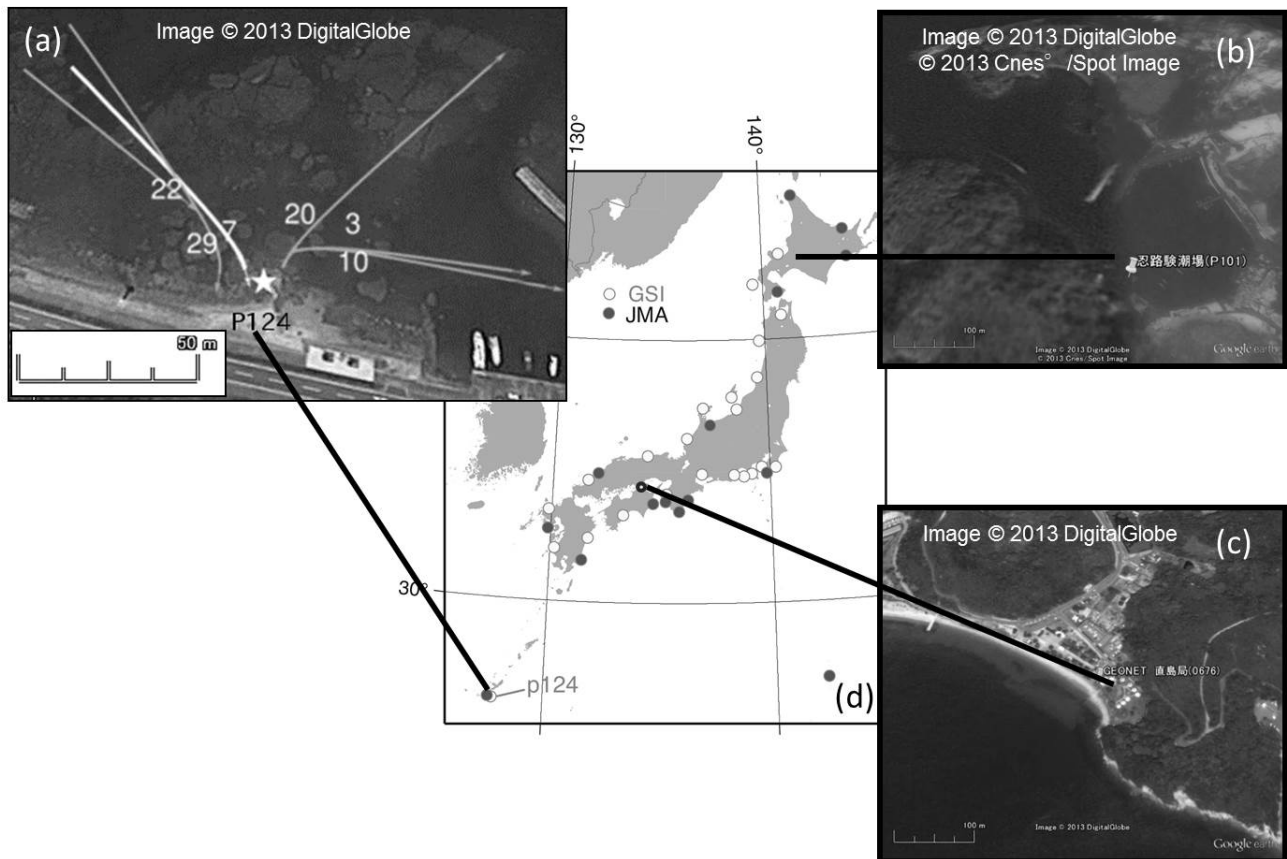 (a)
Image © 2013 DigitalGlobe
22
7
29
20
3
10
P124
50 m
Image © 2013 DigitalGlobe
© 2013 Cnes° /Spot Image
(b)
忍路験潮場(P101)
100 m
Image © 2013 DigitalGlobe
© 2013 Cnes/Spot Image
Google earth
130°
140°
GSI
JMA
30°
p124
(d)
Image © 2013 DigitalGlobe
(c)
GEONET 直島局(0676)
100 m
Image © 2013 DigitalGlobe
Google earth